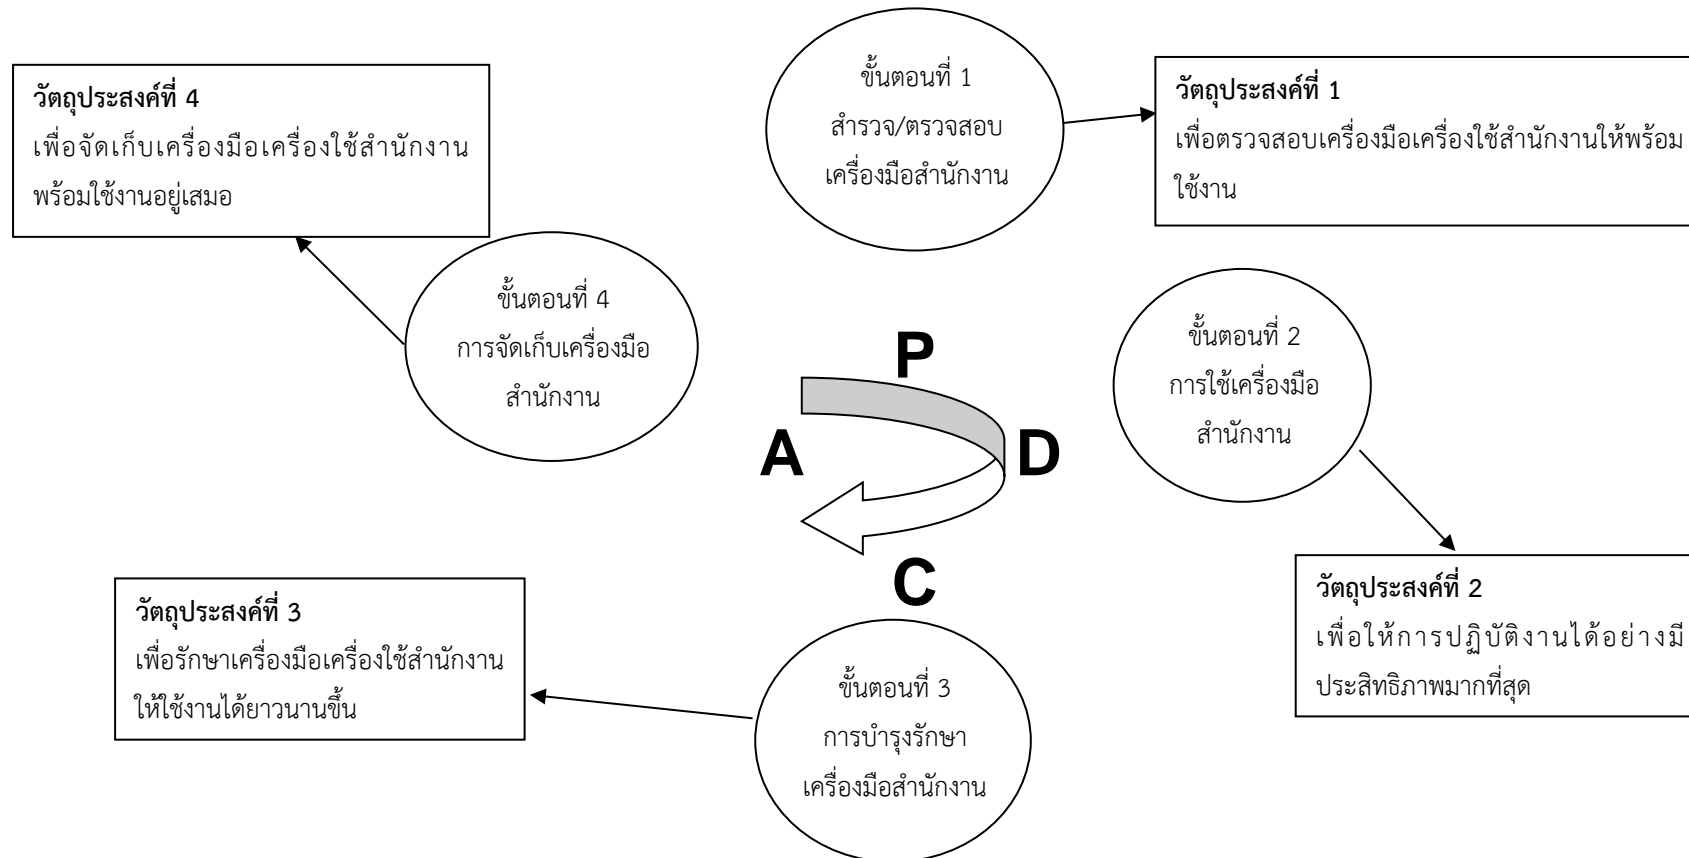 ขั้นตอนที่ 1
สำรวจ/ตรวจสอบ
เครื่องมือสำนักงาน
วัตถุประสงค์ที่ 1
เพื่อตรวจสอบเครื่องมือเครื่องใช้สำนักงานให้พร้อม
ใช้งาน
วัตถุประสงค์ที่ 4
เพื่อจัดเก็บเครื่องมือเครื่องใช้สำนักงาน
พร้อมใช้งานอยู่เสมอ
ขั้นตอนที่ 4
การจัดเก็บเครื่องมือ
สำนักงาน
ขั้นตอนที่ 2
การใช้เครื่องมือ
สำนักงาน
P
A
D
C
วัตถุประสงค์ที่ 2
เพื่อให้การปฏิบัติงานได้อย่างมี
ประสิทธิภาพมากที่สุด
วัตถุประสงค์ที่ 3
เพื่อรักษาเครื่องมือเครื่องใช้สำนักงาน
ให้ใช้งานได้ยาวนานขึ้น
ขั้นตอนที่ 3
การบำรุงรักษา
เครื่องมือสำนักงาน